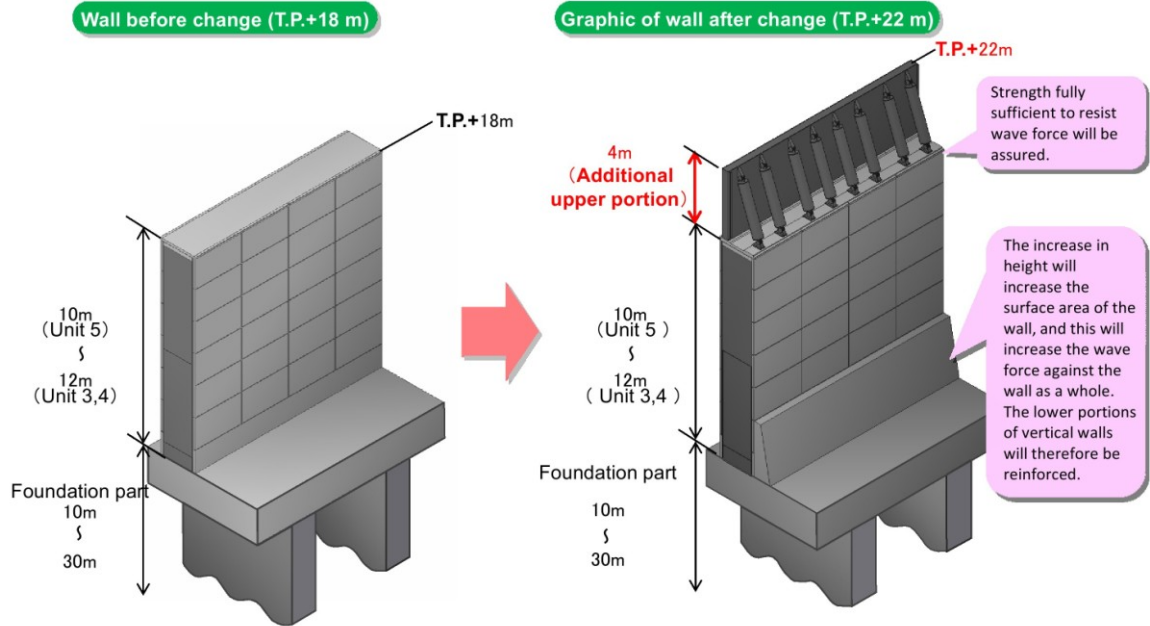 Wall before change (T.P.+18 m)
T.P.+18m
10m
（Unit 5）
～
12m
（Unit 3,4）
Foundation part
10m
～
30m
Graphic of wall after change (T.P.+22 m)
T.P.+22m
4m
（Additional
upper portion）
10m
（Unit 5 ）
～
12m
（ Unit 3,4 ）
Foundation part
10m
～
30m
Strength fully
sufficient to resist
wave force will be
assured.
The increase in
height will
increase the
surface area of the
wall, and this will
increase the wave
force against the
wall as a whole.
The lower portions
of vertical walls
will therefore be
reinforced.